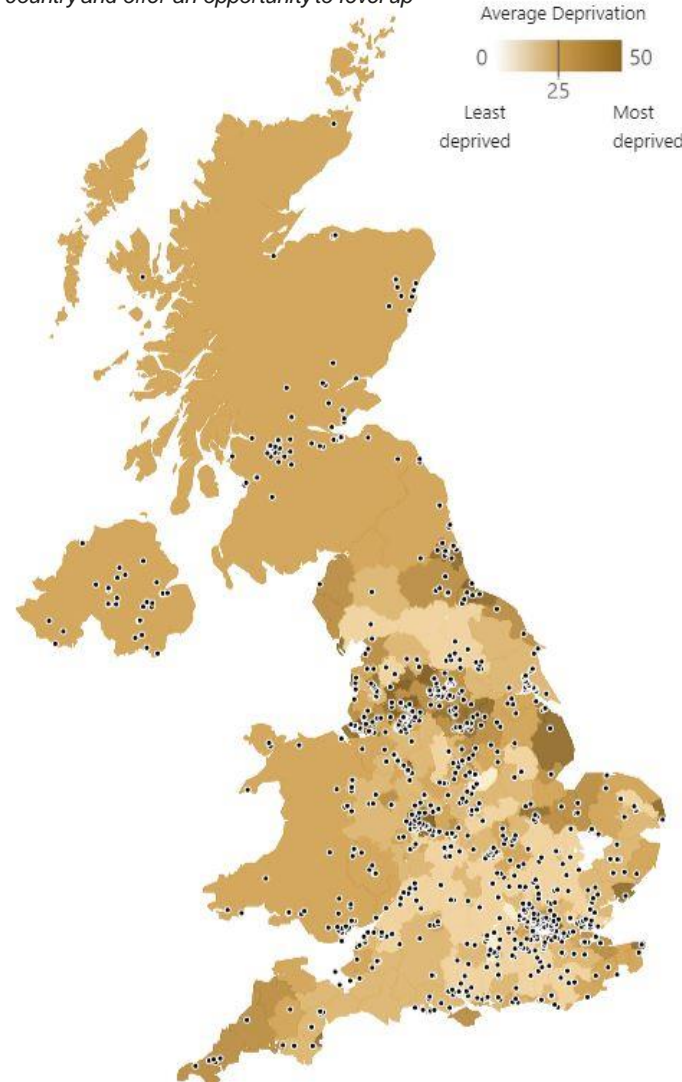 country and offer an opportunity to level up
Average Deprivation
0 50
25
Least Most
deprived deprived